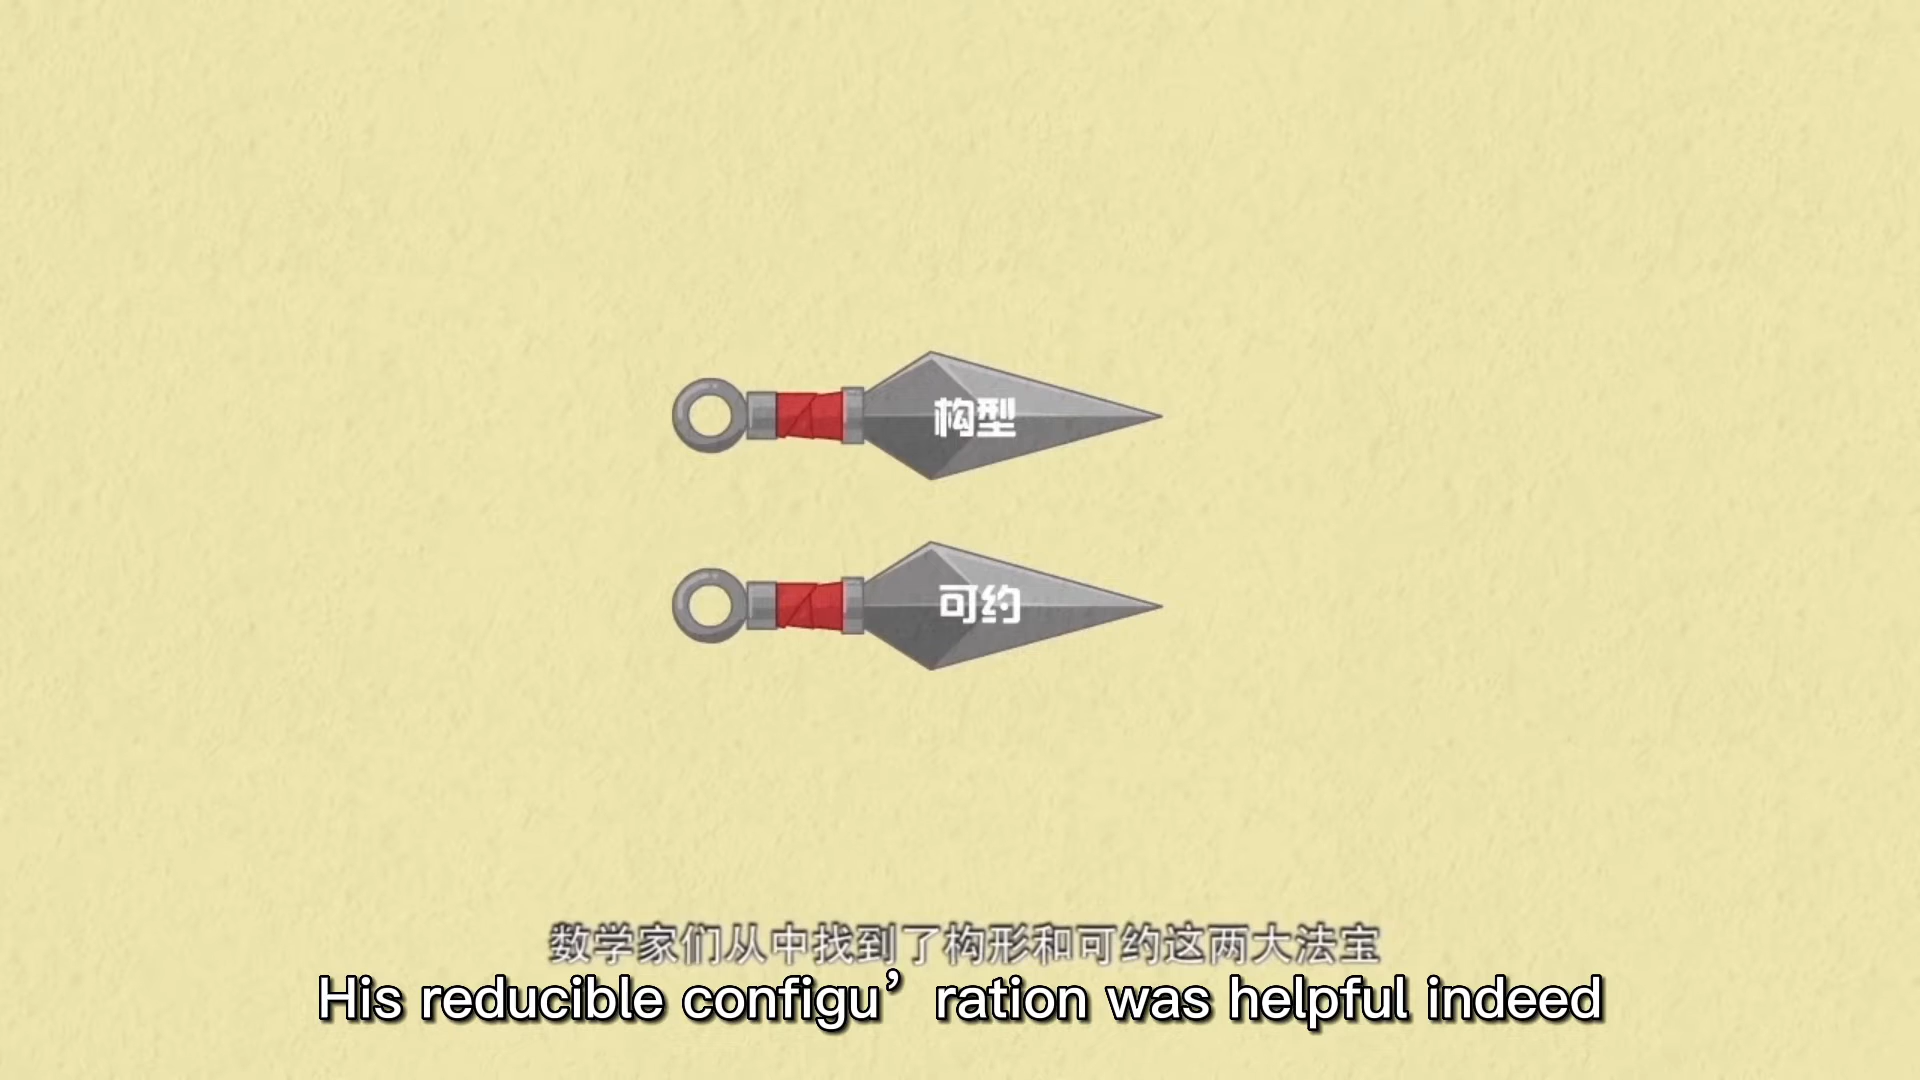 构型
可约
数学家们从中找到了构形和可约这两大法宝
His reducible configu’ration was helpful indeed